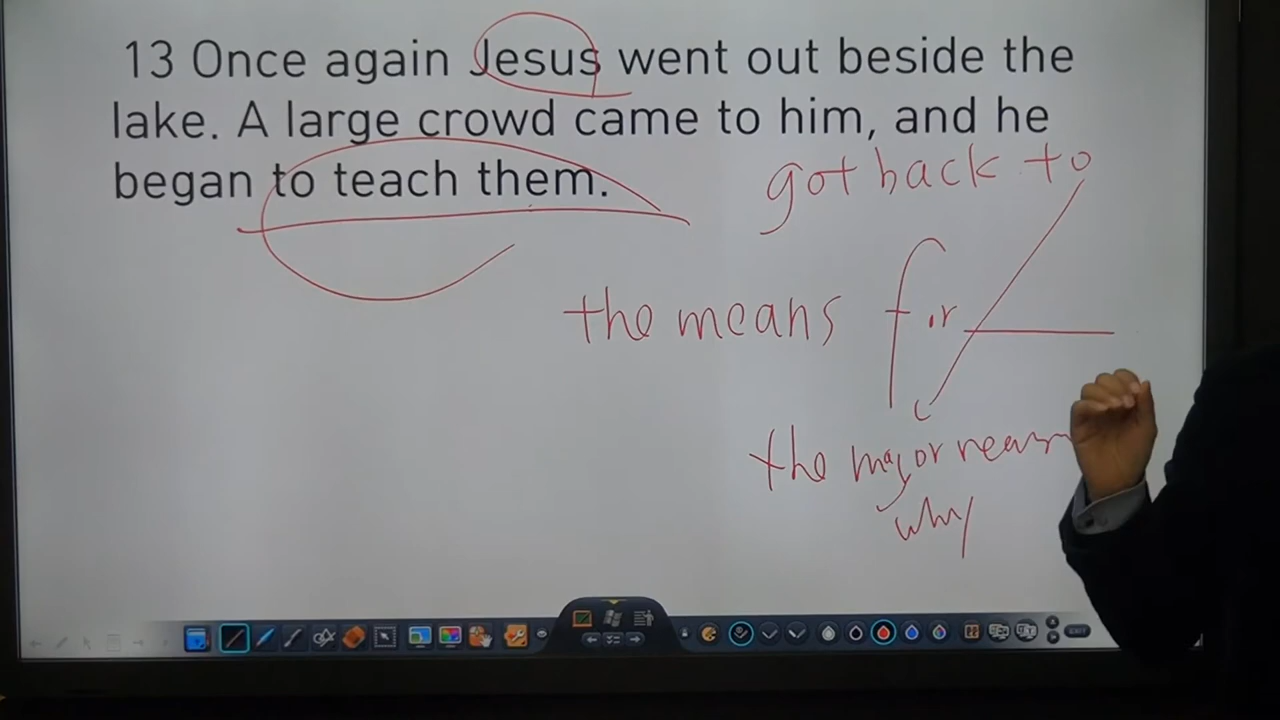 13 Once again Jesus went out beside the
lake. A large crowd came to him, and he
began to teach them.
got back to
the means for
the major reason
why
EXIT